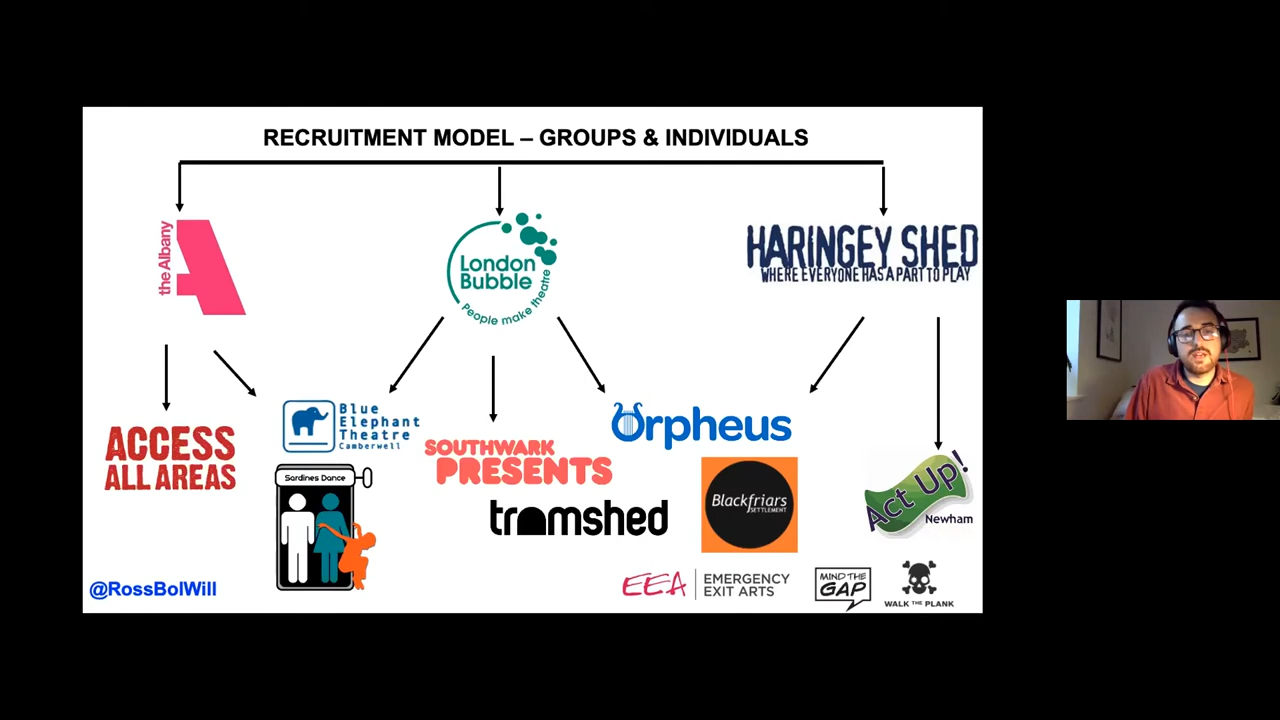 RECRUITMENT MODEL – GROUPS & INDIVIDUALS
the Albany
London
Bubble
People make theatre
HARINGEY SHED
WHERE EVERYONE HAS A PART TO PLAY
ACCESS
ALL AREAS
Blue
Elephant
Theatre
Camberwell
Sardines Dance
SOUTHWARK
PRESENTS
tramshed
Orpheus
Blackfriars
SETTLEMENT
Act Up!
Newham
EEA
EMERGENCY
EXIT ARTS
MIND THE
GAP
WALK THE PLANK
@RossBolWill